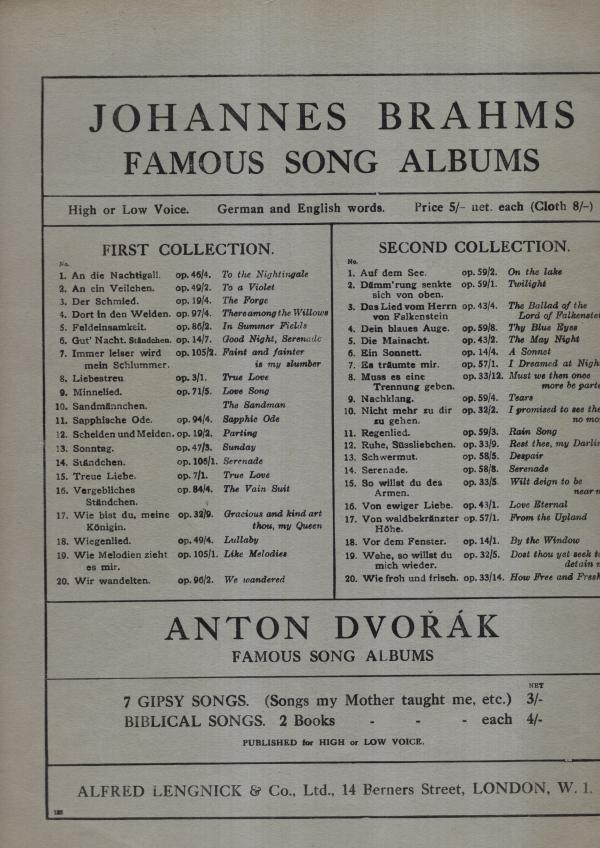 JOHANNES BRAHMS
FAMOUS SONG ALBUMS
High or Low Voice. German and English words. Price 5/- net. each (Cloth 8/-)
FIRST COLLECTION.
No.
1. An die Nachtigall. op. 46/4. To the Nightingale
2. An ein Veilchen. op. 49/2. To a Violet
3. Der Schmied. op. 19/4. The Forge
4. Dort in den Weiden. op. 97/4. There among the Willows
5. Feldeinsamkeit. op. 86/2. In Summer Fields
6. Gut' Nacht. Ständchen. op. 14/7. Good Night, Serenade
7. Immer leiser wird op. 105/2. Faint and fainter
mein Schlummer. is my slumber
8. Liebestreu op. 3/1. True Love
9. Minnelied. op. 71/5. Love Song
10. Sandmännchen. The Sandman
11. Sapphische Ode. op. 94/4. Sapphic Ode
12. Scheiden und Meiden. op. 19/2. Parting
13. Sonntag. op. 47/3. Sunday
14. Ständchen. op. 106/1. Serenade
15. Treue Liebe. op. 7/1. True Love
16. Vergebliches op. 84/4. The Vain Suit
Ständchen.
17. Wie bist du, meine op. 32/9. Gracious and kind art
Königin. thou, my Queen
18. Wiegenlied. op. 49/4. Lullaby
19. Wie Melodien zieht op. 105/1. Like Melodies
es mir.
20. Wir wandelten. op. 96/2. We wandered
SECOND COLLECTION.
No.
1. Auf dem See. op. 59/2. On the lake
2. Dämm'rung senkte op. 59/1. Twilight
sich von oben.
3. Das Lied vom Herrn op. 43/4. The Ballad of the
von Falkenstein Lord of Falkenstei
4. Dein blaues Auge. op. 59/8. Thy Blue Eyes
5. Die Mainacht. op. 43/2. The May Night
6. Ein Sonnett. op. 14/4. A Sonnet
7. Es träumte mir. op. 57/1. I Dreamed at Nigh
8. Muss es eine op. 33/12. Must we then once
Trennung geben. more be parte
9. Nachklang. op. 59/4. Tears
10. Nicht mehr zu dir op. 32/2. I promised to see the
zu gehen. no mo
11. Regenlied. op. 59/3. Rain Song
12. Ruhe, Süssliebchen. op. 33/9. Rest thee, my Darlin
13. Schwermut. op. 58/5. Despair
14. Serenade. op. 58/8. Serenade
15. So willst du des op. 33/5. Wilt deign to be
Armen. near m
16. Von ewiger Liebe. op. 43/1. Love Eternal
17. Von waldbekränzter op. 57/1. From the Upland
Höhe.
18. Vor dem Fenster. op. 14/1. By the Window
19. Wehe, so willst du op. 32/5. Dost thou yet seek to
mich wieder. detain m
20. Wie froh und frisch. op. 33/14. How Free and Fresh
ANTON DVOŘÁK
FAMOUS SONG ALBUMS
NET
7 GIPSY SONGS. (Songs my Mother taught me, etc.) 3/-
BIBLICAL SONGS. 2 Books - - - each 4/-
PUBLISHED for HIGH or LOW VOICE.
ALFRED LENGNICK & Co., Ltd., 14 Berners Street, LONDON, W. 1.